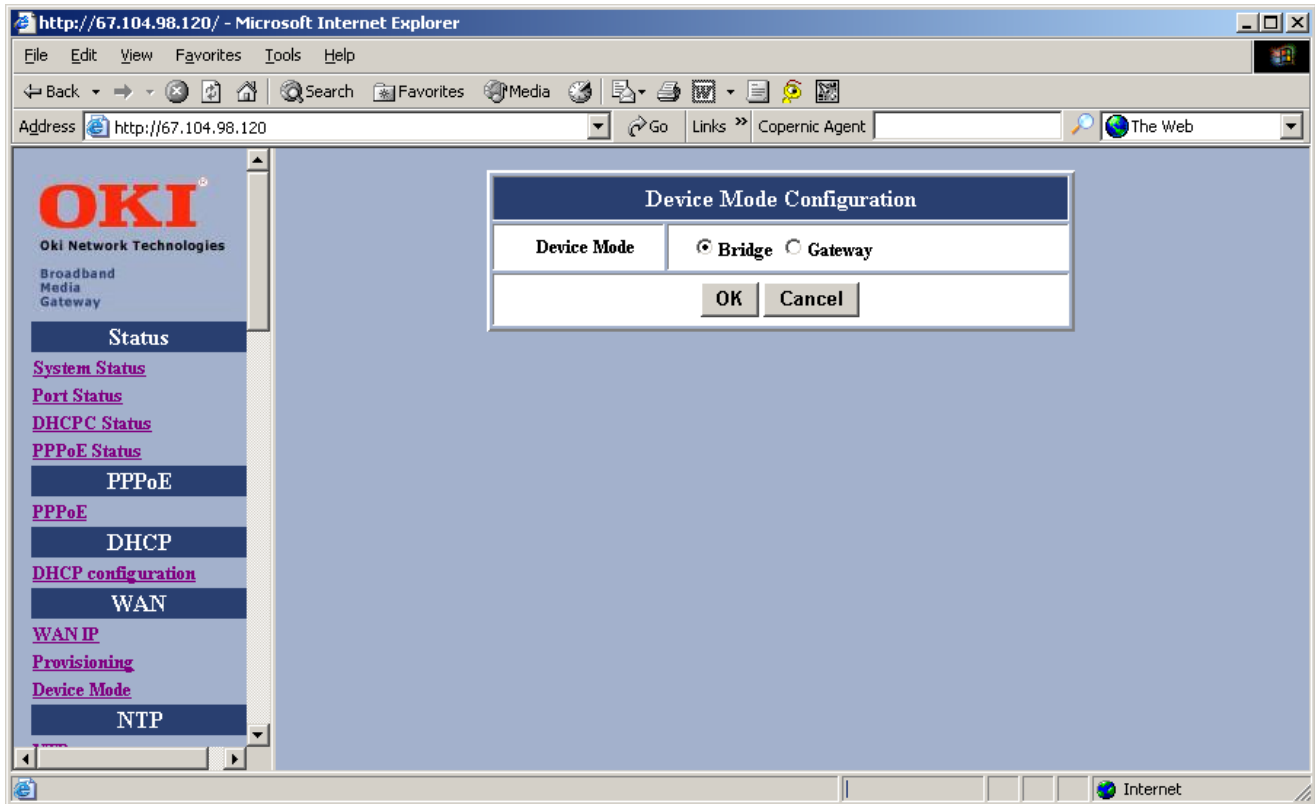 http://67.104.98.120/ - Microsoft Internet Explorer
File Edit View Favorites Tools Help
Back Search Favorites Media
Address http://67.104.98.120 Go Links » Copernic Agent The Web
OKI®
Oki Network Technologies
Broadband
Media
Gateway
Status
System Status
Port Status
DHCPC Status
PPPoE Status
PPPoE
PPPoE
DHCP
DHCP configuration
WAN
WAN IP
Provisioning
Device Mode
NTP
Device Mode Configuration
Device Mode Bridge Gateway
OK Cancel
Internet